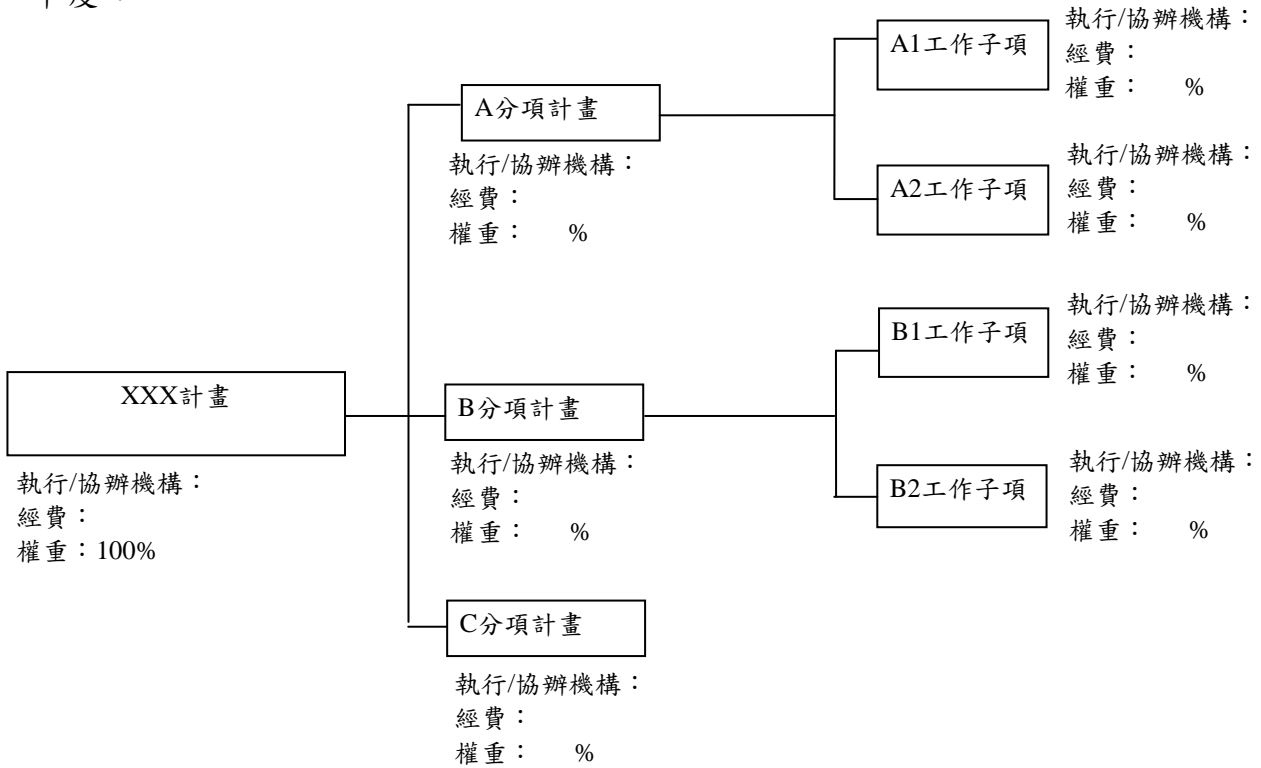 年度：
XXX計畫
執行/協辦機構：
經費：
權重：100%
A分項計畫
執行/協辦機構：
經費：
權重： %
A1工作子項
執行/協辦機構：
經費：
權重： %
A2工作子項
執行/協辦機構：
經費：
權重： %
B分項計畫
執行/協辦機構：
經費：
權重： %
B1工作子項
執行/協辦機構：
經費：
權重： %
B2工作子項
執行/協辦機構：
經費：
權重： %
C分項計畫
執行/協辦機構：
經費：
權重： %